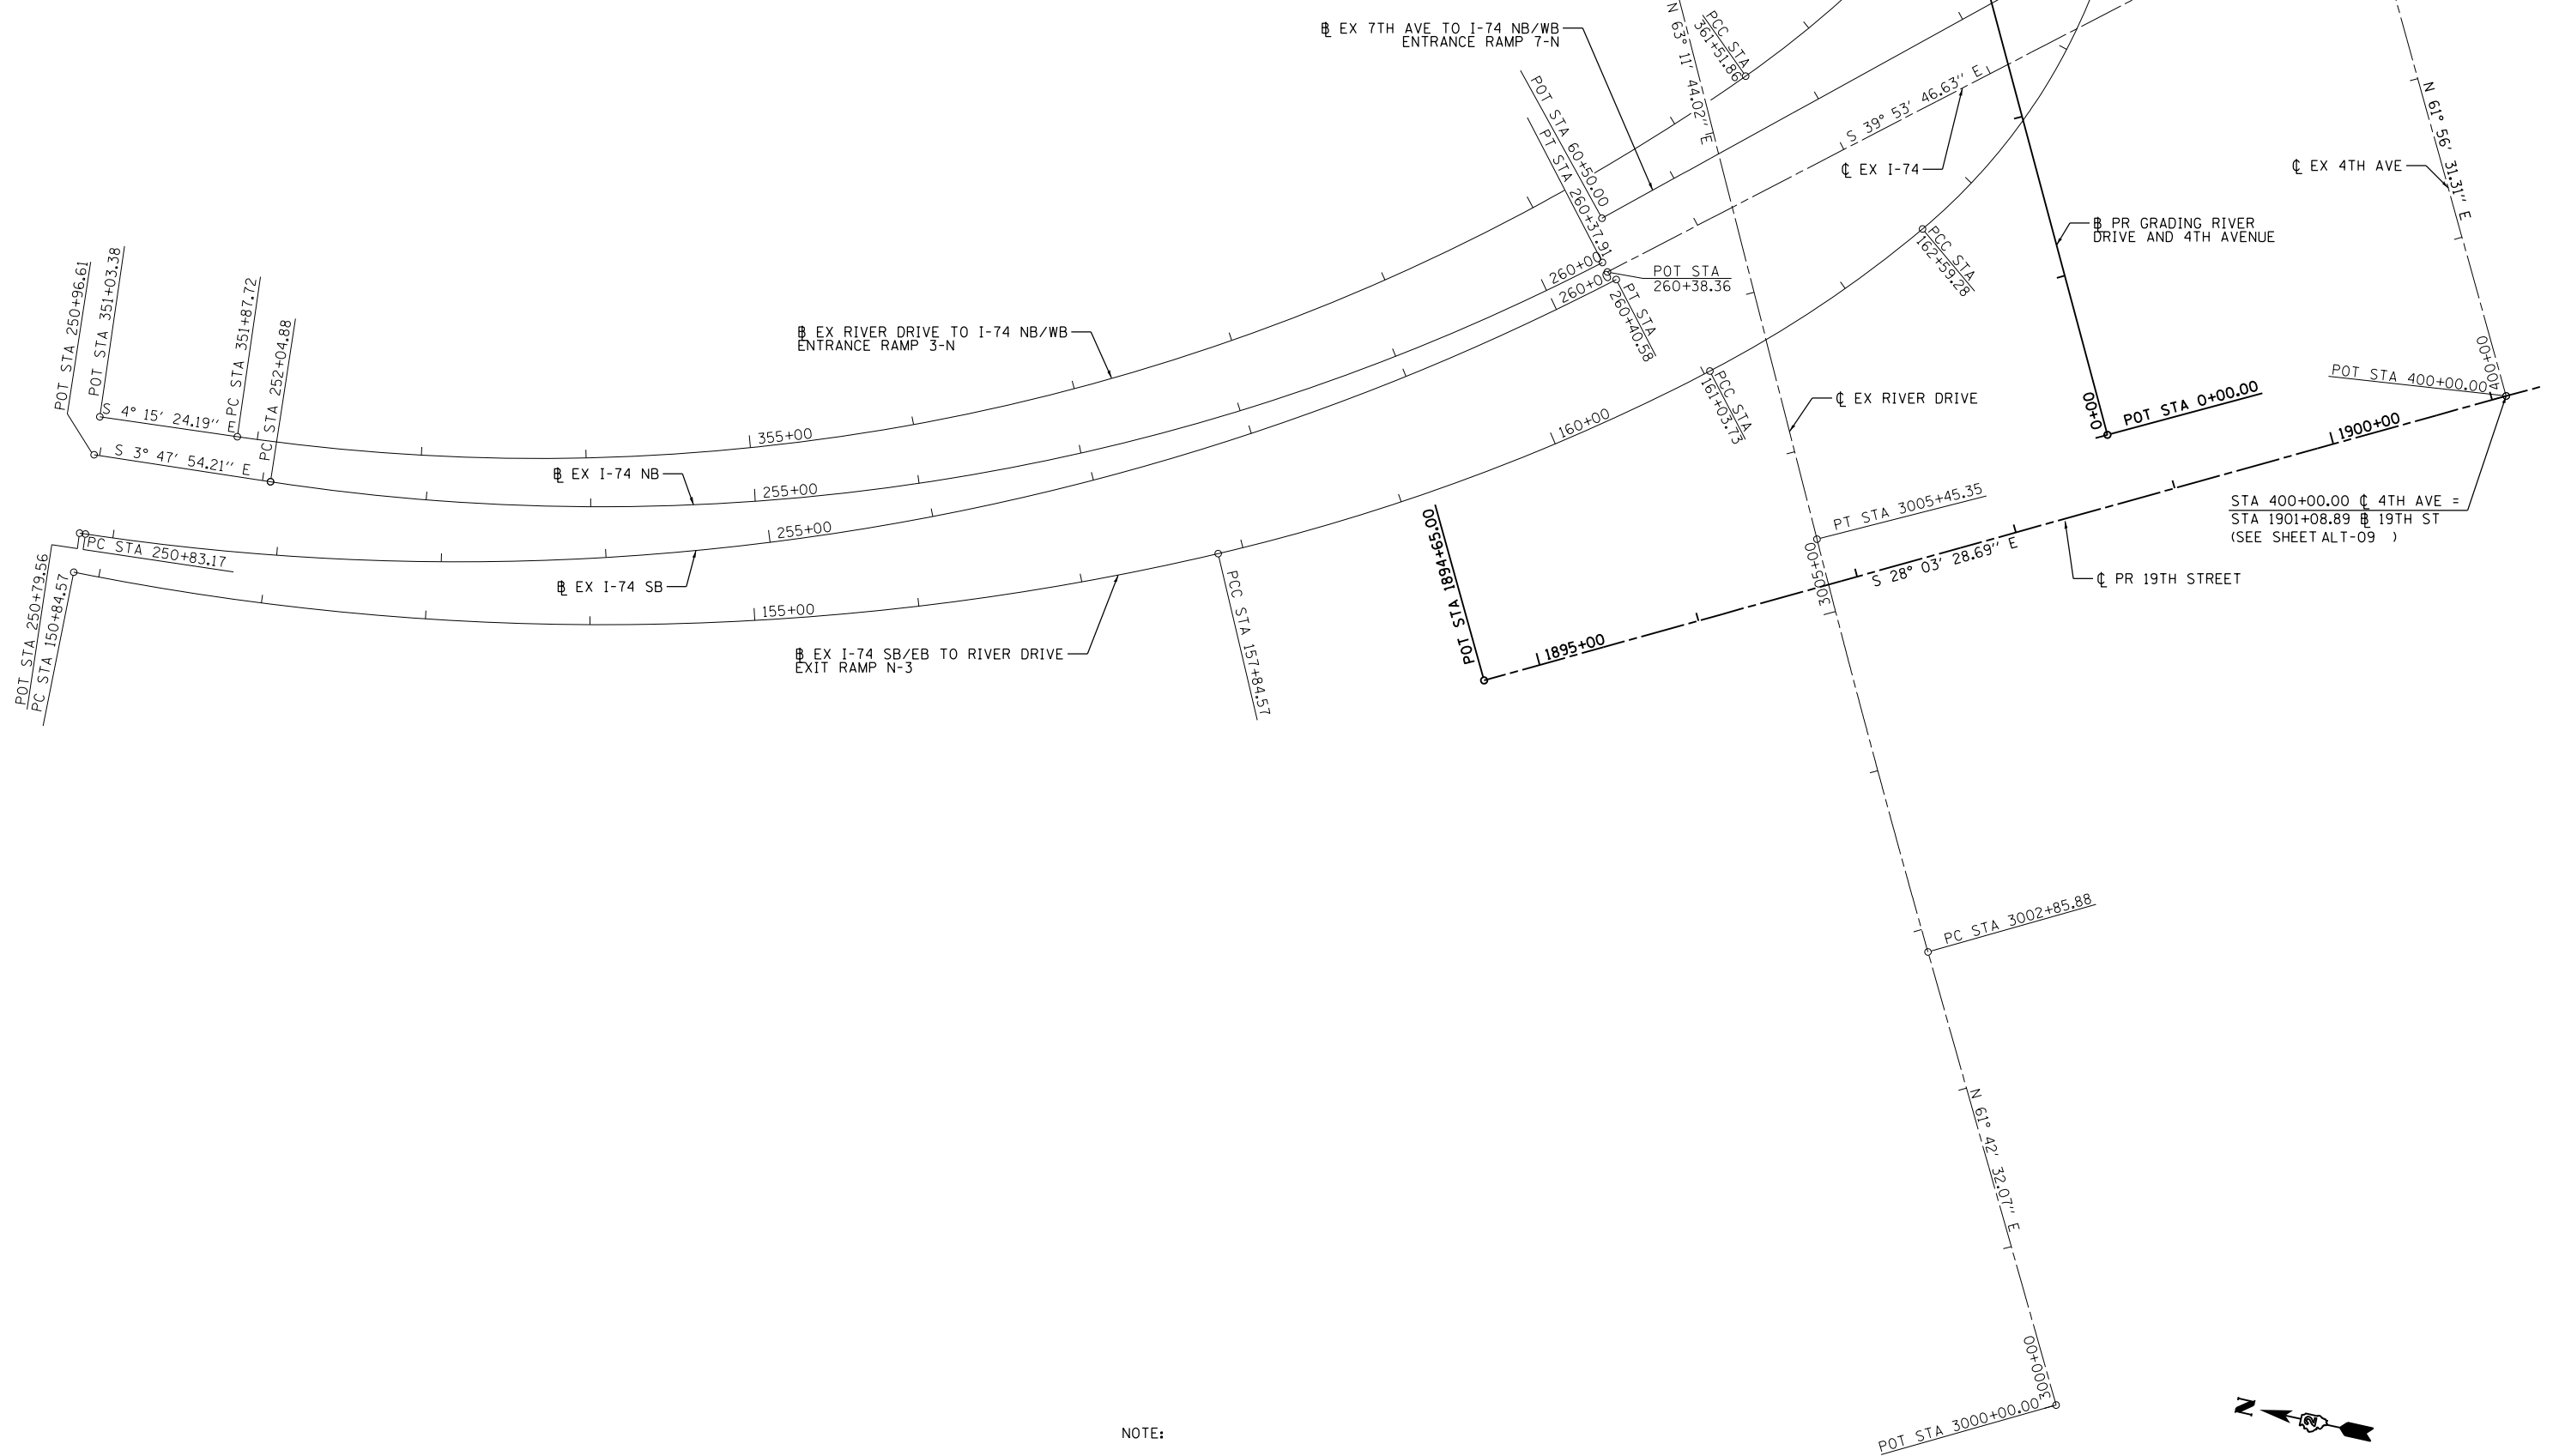 ℄ EX 7TH AVE TO I-74 NB/WB
ENTRANCE RAMP 7-N
N 63° 11' 44.02" E
PCC STA
361+51.86
POT STA 60+50.00
PT STA 260+37.91
S 39° 53' 46.63" E
℄ EX I-74
N 61° 56' 31.31" E
℄ EX 4TH AVE
PCC STA
162+59.28
B PR GRADING RIVER
DRIVE AND 4TH AVENUE
POT STA 250+96.61
POT STA 351+03.38
PC STA 351+87.72
PC STA 252+04.88
260+00
260+00
POT STA
260+38.36
PT STA
260+40.58
B EX RIVER DRIVE TO I-74 NB/WB
ENTRANCE RAMP 3-N
S 4° 15' 24.19" E
S 3° 47' 54.21" E
355+00
B EX I-74 NB
255+00
255+00
160+00
PCC STA
161+03.73
℄ EX RIVER DRIVE
0+00
POT STA 0+00.00
POT STA 400+00.00
400+00
1900+00
STA 400+00.00 ℄ 4TH AVE =
STA 1901+08.89 B 19TH ST
(SEE SHEET ALT-09 )
PT STA 3005+45.35
3005+00
S 28° 03' 28.69" E
℄ PR 19TH STREET
PC STA 250+83.17
POT STA 250+79.56
PC STA 150+84.57
B EX I-74 SB
155+00
B EX I-74 SB/EB TO RIVER DRIVE
EXIT RAMP N-3
PCC STA 157+84.57
POT STA 1894+65.00
1895+00
PC STA 3002+85.88
N 61° 42' 32.07" E
3000+00
POT STA 3000+00.00
NOTE:
N
2